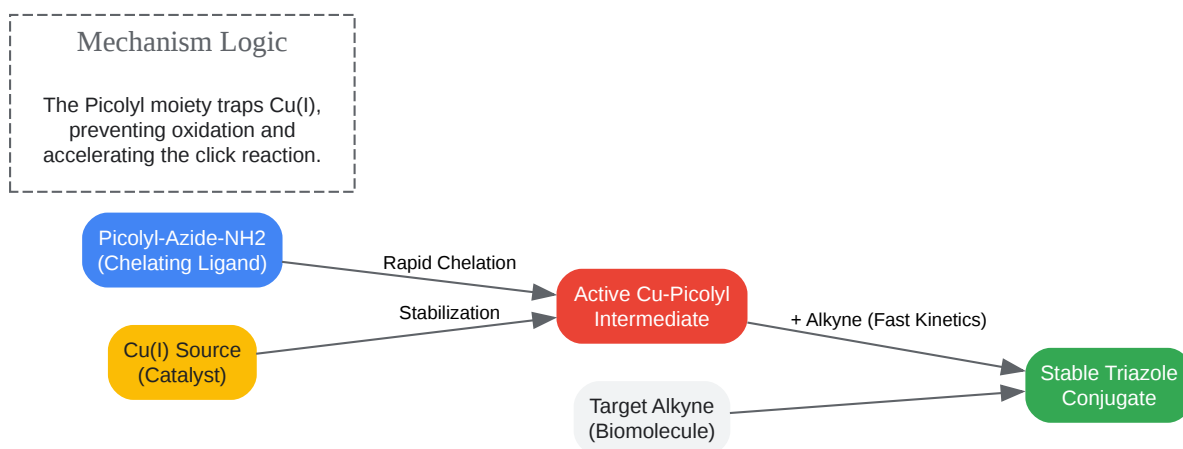 Mechanism Logic
The Picolyl moiety traps Cu(I),
preventing oxidation and
accelerating the click reaction.
Picolyl-Azide-NH2
(Chelating Ligand)
Rapid Chelation
Stabilization
Cu(I) Source
(Catalyst)
Active Cu-Picolyl
Intermediate
+ Alkyne (Fast Kinetics)
Target Alkyne
(Biomolecule)
Stable Triazole
Conjugate